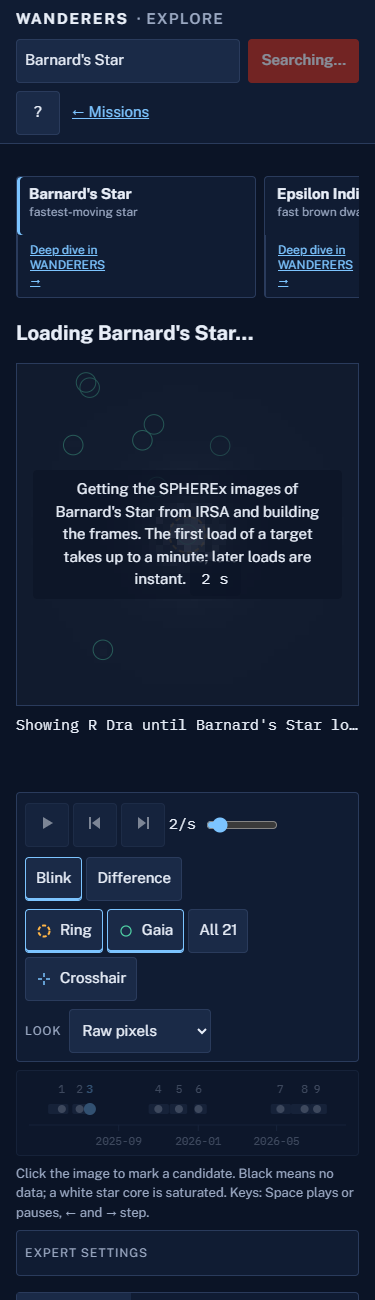 WANDERERS · EXPLORE
Barnard's Star
Searching...
?
← Missions
Barnard's Star
fastest-moving star
Deep dive in
WANDERERS
→
Epsilon Indi
fast brown dwa
Deep dive in
WANDERERS
→
Loading Barnard's Star...
Getting the SPHEREx images of
Barnard's Star from IRSA and building
the frames. The first load of a target
takes up to a minute; later loads are
instant. 2 s
Showing R Dra until Barnard's Star lo…
2/s
Blink
Difference
Ring
Gaia
All 21
Crosshair
LOOK
Raw pixels
1 2 3 4 5 6 7 8 9
2025-09 2026-01 2026-05
Click the image to mark a candidate. Black means no
data; a white star core is saturated. Keys: Space plays or
pauses, ← and → step.
EXPERT SETTINGS